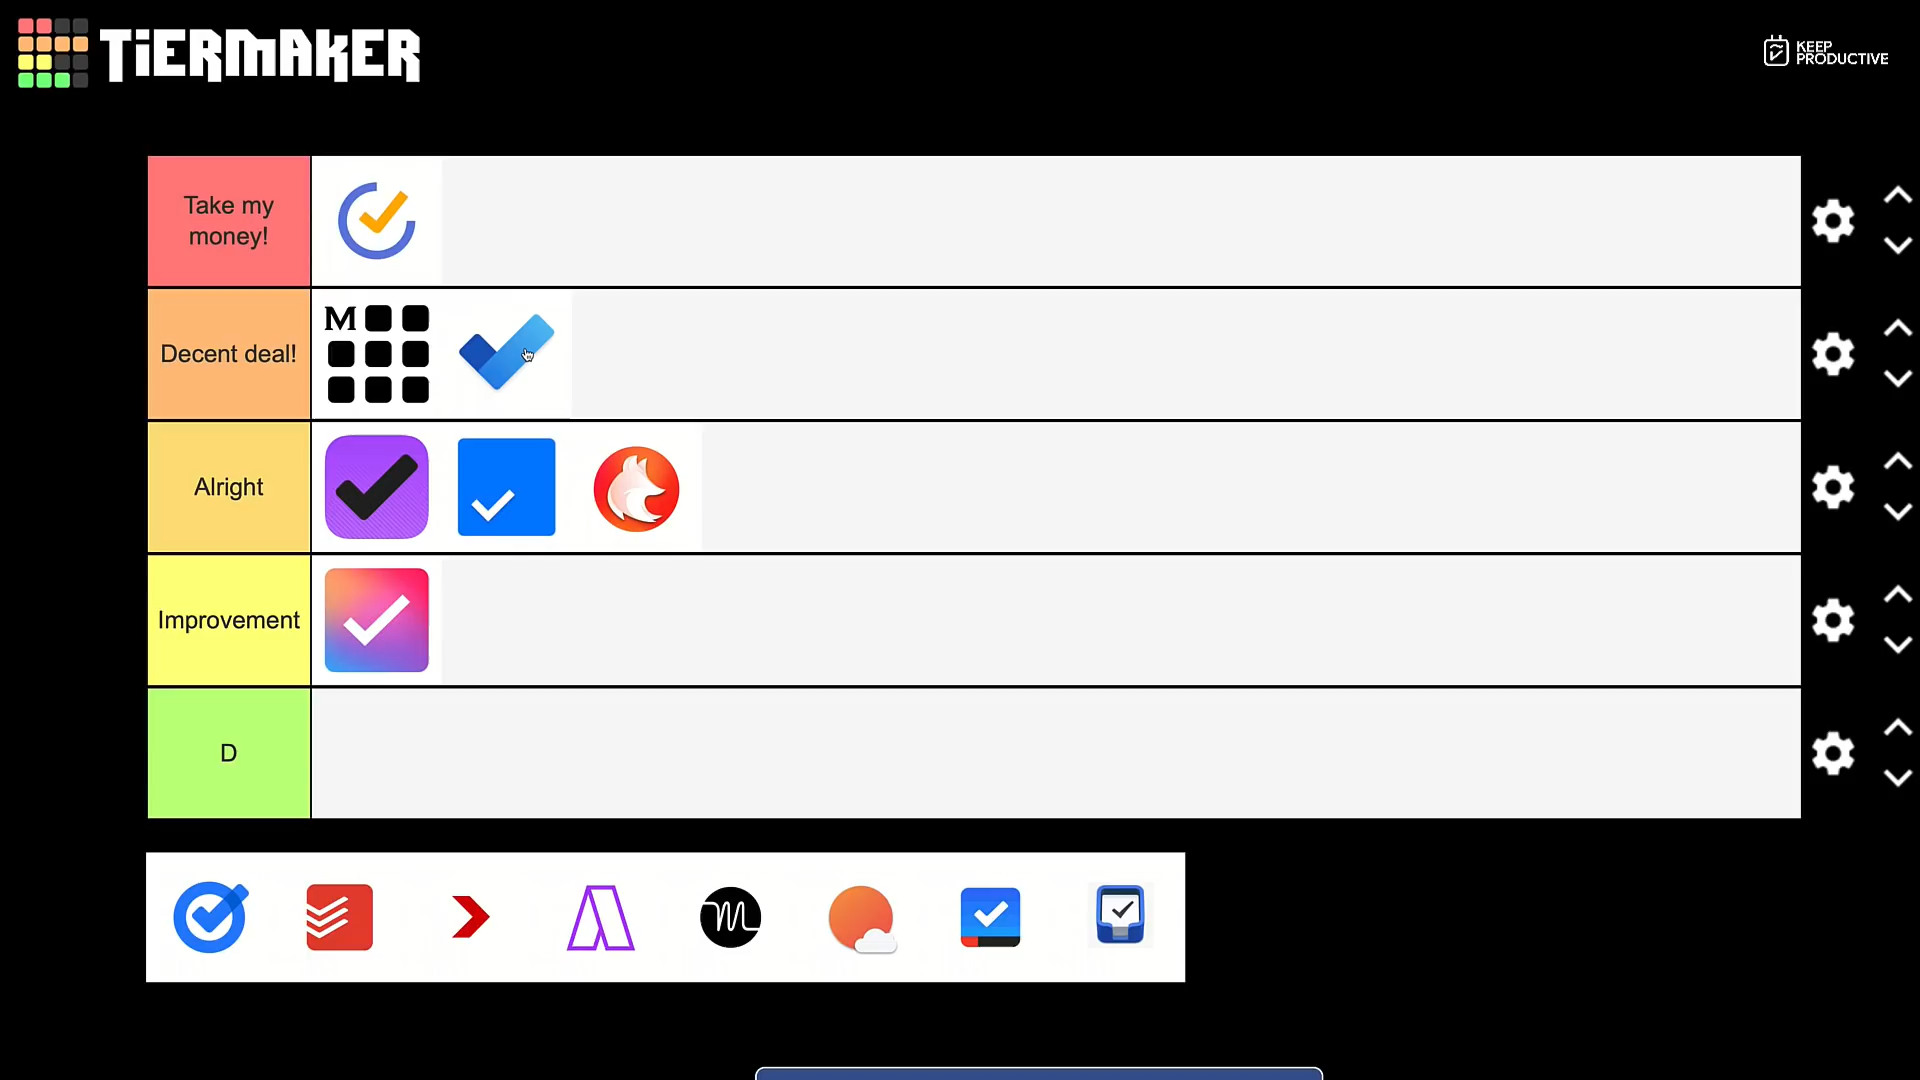 TiERMAKER
KEEP
PRODUCTIVE
Take my
money!
Decent deal!
M
Alright
Improvement
D